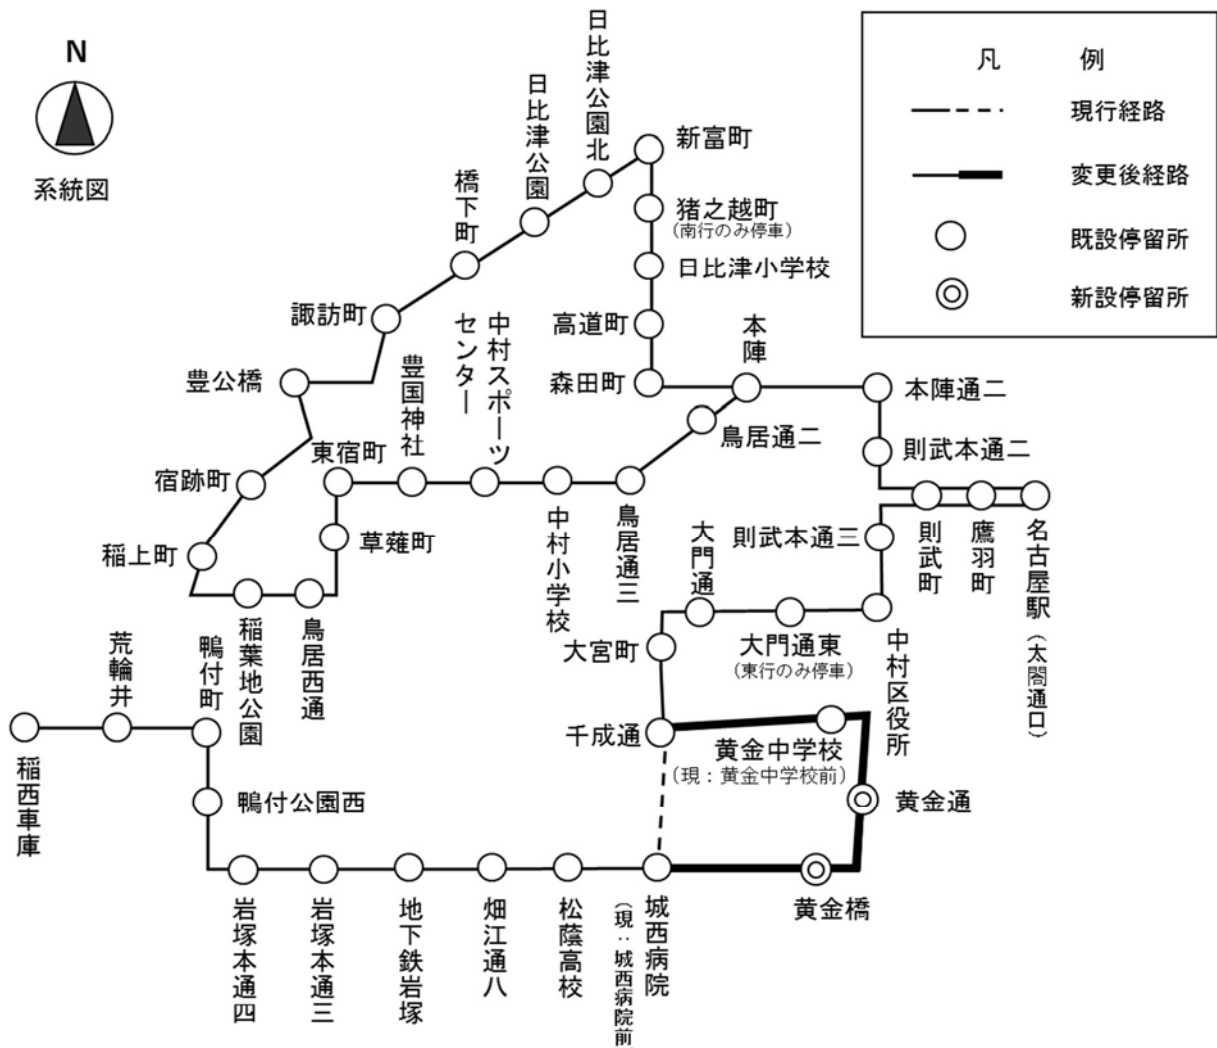 N
系統図
凡 例
現行経路
変更後経路
既設停留所
新設停留所
日比津公園北
日比津公園
橋下町
諏訪町
豊公橋
宿跡町
稲上町
稲葉地公園
鳥居西通
草薙町
東宿町
豊国神社
中村スポーツ
センター
中村小学校
鳥居通三
鳥居通二
本陣
新富町
猪之越町
(南行のみ停車)
日比津小学校
高道町
森田町
本陣通二
則武本通二
則武町
鷹羽町
名古屋駅(太閤通口)
則武本通三
中村区役所
大門通東
(東行のみ停車)
大門通
大宮町
千成通
黄金中学校
(現:黄金中学校前)
黄金通
黄金橋
城西病院
(現:城西病院前
松蔭高校
畑江通八
地下鉄岩塚
岩塚本通三
岩塚本通四
鴨付公園西
鴨付町
荒輪井
稲西車庫